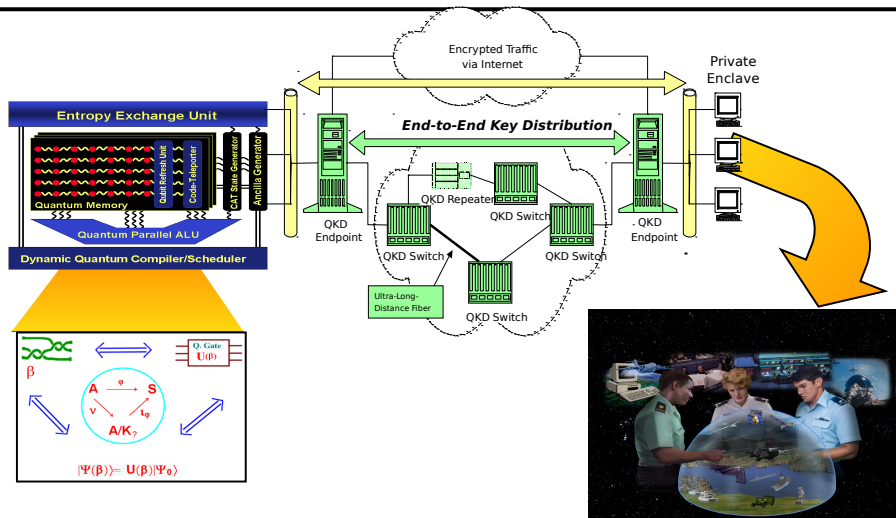 Encrypted Traffic
via Internet
Private
Enclave
Entropy Exchange Unit
End-to-End Key Distribution
Quantum Memory
Qubit Refresh Unit
Code-Teleporter
CAT State Generator
Ancilla Generator
Quantum Parallel ALU
Dynamic Quantum Compiler/Scheduler
QKD
Endpoint
QKD Repeater
QKD Switch
QKD Switch
QKD Switch
QKD Switch
QKD
Endpoint
Ultra-Long-
Distance Fiber
β
Q. Gate
U(β)
A
φ
S
ν
ιφ
A/K?
|Ψ(β)⟩= U(β)|Ψ0⟩